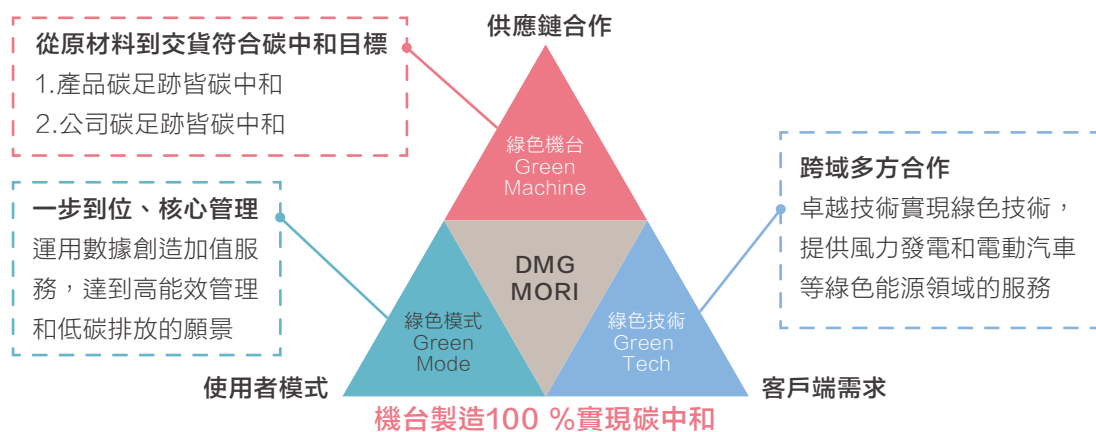 供應鏈合作
從原材料到交貨符合碳中和目標
1.產品碳足跡皆碳中和
2.公司碳足跡皆碳中和
綠色機台
Green
Machine
跨域多方合作
卓越技術實現綠色技術，
提供風力發電和電動汽車
等綠色能源領域的服務
一步到位、核心管理
運用數據創造加值服
務，達到高能效管理
和低碳排放的願景
DMG
MORI
綠色模式
Green
Mode
綠色技術
Green
Tech
使用者模式
客戶端需求
機台製造100 %實現碳中和